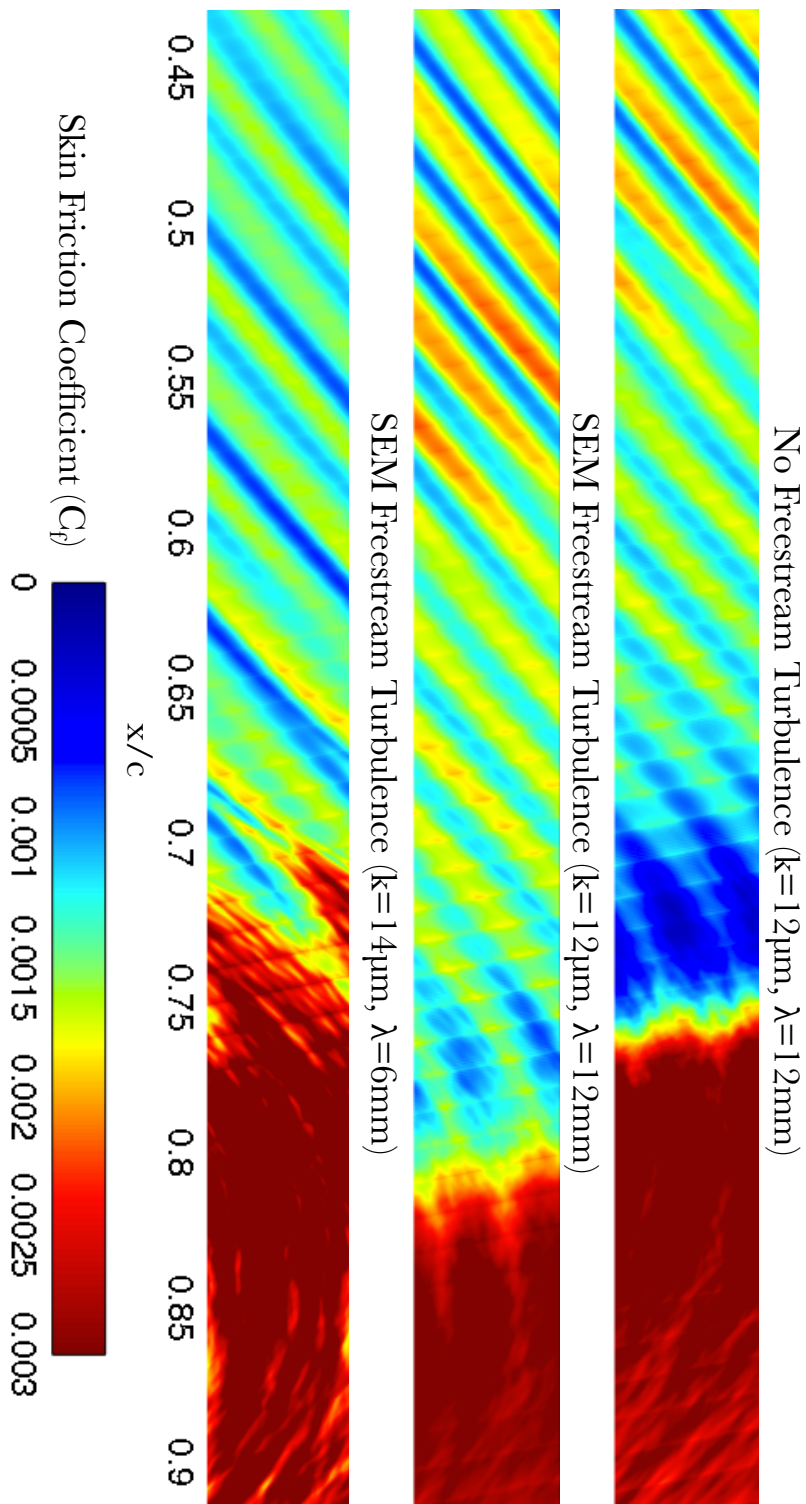 No Freestream Turbulence (k=12μm, λ=12mm)
SEM Freestream Turbulence (k=12μm, λ=12mm)
SEM Freestream Turbulence (k=14μm, λ=6mm)
0.45 0.5 0.55 0.6 0.65 0.7 0.75 0.8 0.85 0.9
x/c
Skin Friction Coefficient (Cf)
0 0.0005 0.001 0.0015 0.002 0.0025 0.003